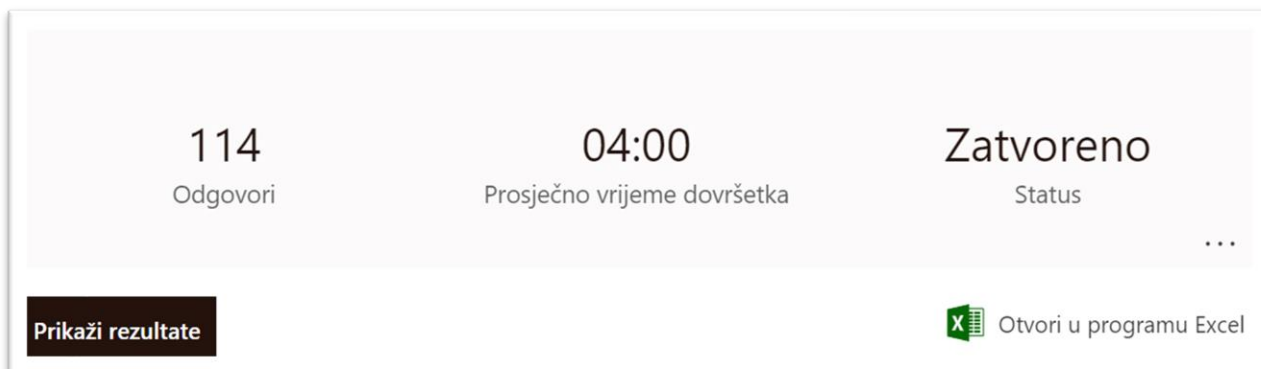 114
Odgovori
04:00
Prosječno vrijeme dovršetka
Zatvoreno
Status
...
Prikaži rezultate
Otvori u programu Excel